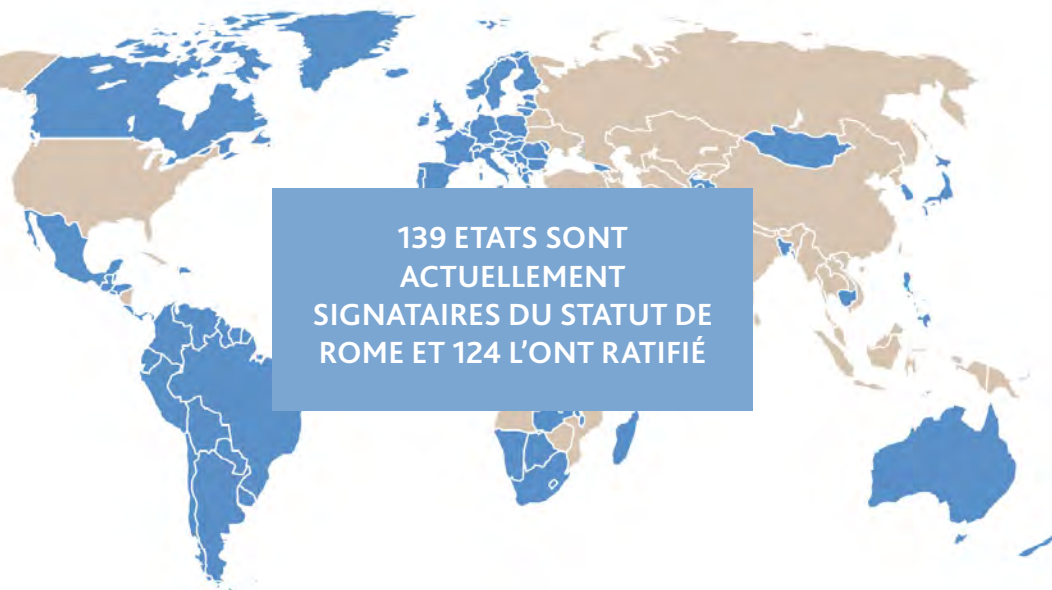 139 ETATS SONT
ACTUELLEMENT
SIGNATAIRES DU STATUT DE
ROME ET 124 L’ONT RATIFIÉ